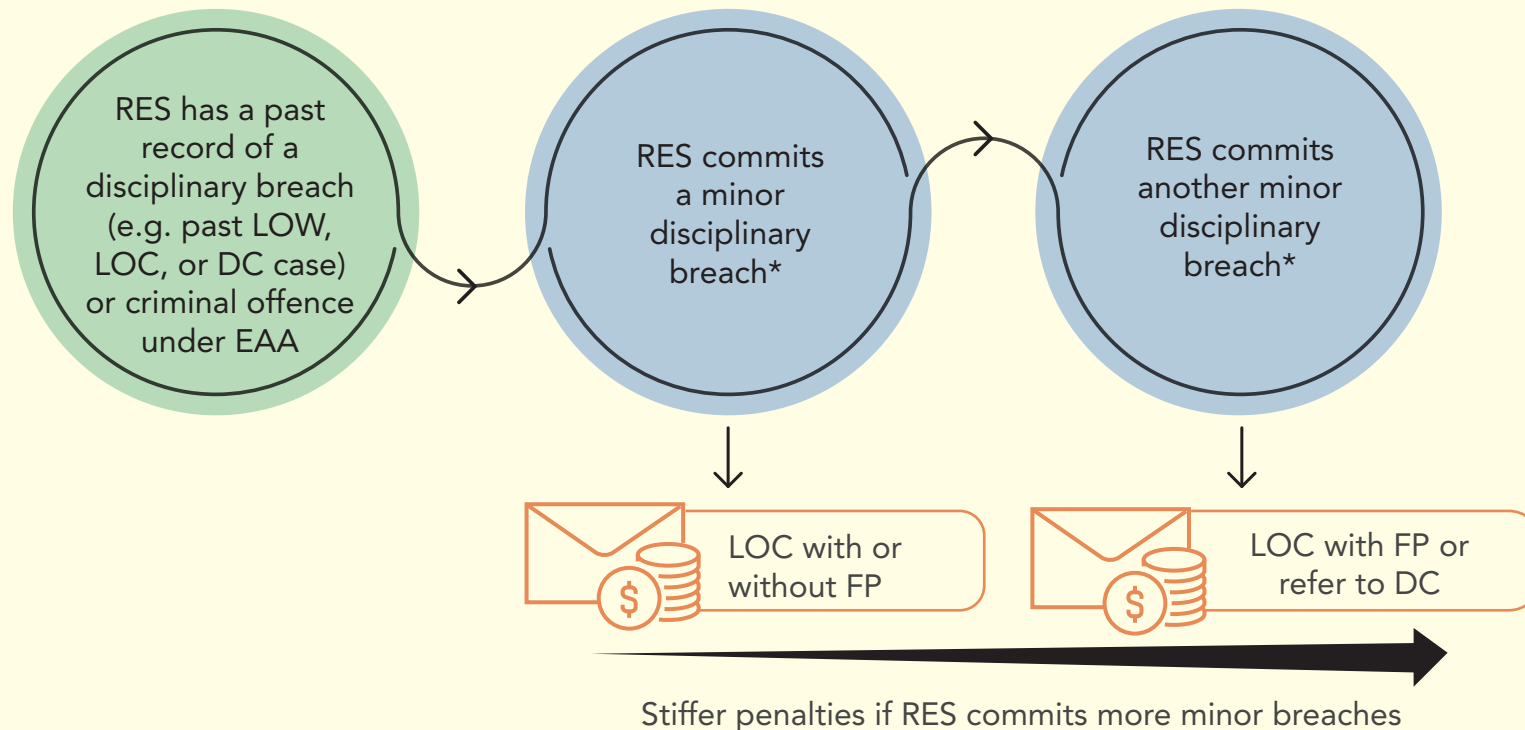 RES has a past
record of a
disciplinary breach
(e.g. past LOW,
LOC, or DC case)
or criminal offence
under EAA
RES commits
a minor
disciplinary
breach*
RES commits
another minor
disciplinary
breach*
$
LOC with or
without FP
$
LOC with FP or
refer to DC
Stiffer penalties if RES commits more minor breaches